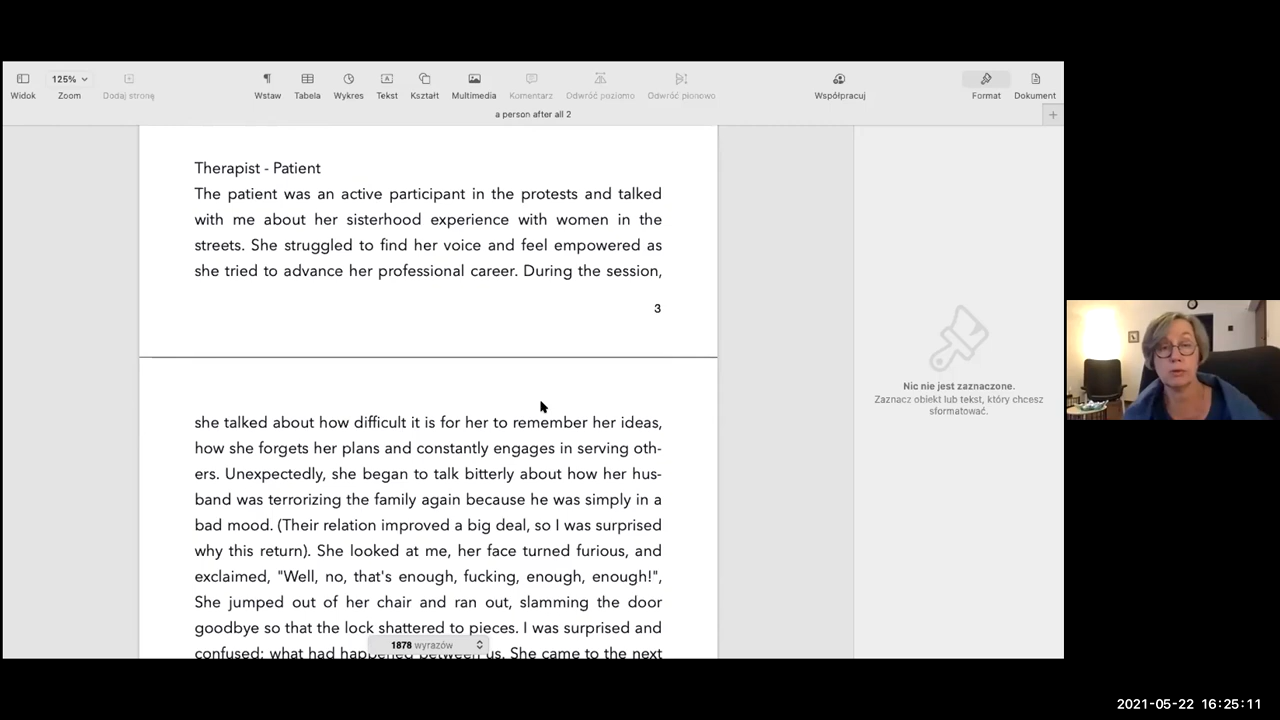 125%
Widok
Zoom
Dodaj stronę
Wstaw
Tabela
Wykres
Tekst
Kształt
Multimedia
Komentarz
Odwróć poziomo
Odwróć pionowo
Współpracuj
Format
Dokument
a person after all 2
Therapist - Patient
The patient was an active participant in the protests and talked
with me about her sisterhood experience with women in the
streets. She struggled to find her voice and feel empowered as
she tried to advance her professional career. During the session,
3
she talked about how difficult it is for her to remember her ideas,
how she forgets her plans and constantly engages in serving oth-
ers. Unexpectedly, she began to talk bitterly about how her hus-
band was terrorizing the family again because he was simply in a
bad mood. (Their relation improved a big deal, so I was surprised
why this return). She looked at me, her face turned furious, and
exclaimed, "Well, no, that's enough, fucking, enough, enough!",
She jumped out of her chair and ran out, slamming the door
goodbye so that the lock shattered to pieces. I was surprised and
confused; what had happened between us. She came to the next
1878 wyrazów
Nic nie jest zaznaczone.
Zaznacz obiekt lub tekst, który chcesz
sformatować.
2021-05-22 16:25:11